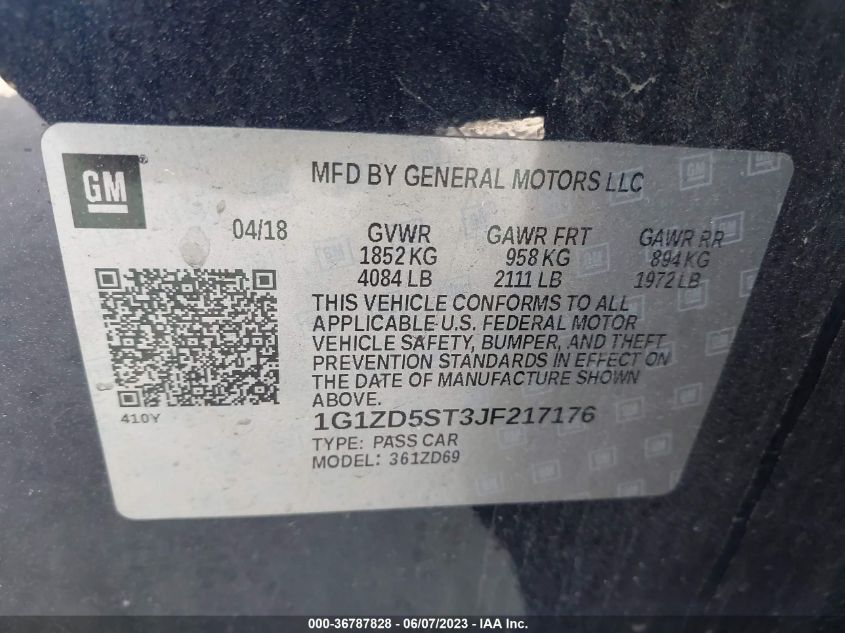 GM®
MFD BY GENERAL MOTORS LLC
04/18
GVWR GAWR FRT GAWR RR
1852 KG 958 KG 894 KG
4084 LB 2111 LB 1972 LB
THIS VEHICLE CONFORMS TO ALL
APPLICABLE U.S. FEDERAL MOTOR
VEHICLE SAFETY, BUMPER, AND THEFT
PREVENTION STANDARDS IN EFFECT ON
THE DATE OF MANUFACTURE SHOWN
ABOVE.
410Y
1G1ZD5ST3JF217176
TYPE: PASS CAR
MODEL: 361ZD69
000-36787828 - 06/07/2023 - IAA Inc.